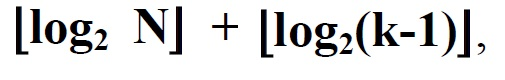 ⌊log₂ N⌋ + ⌊log₂(k-1)⌋,